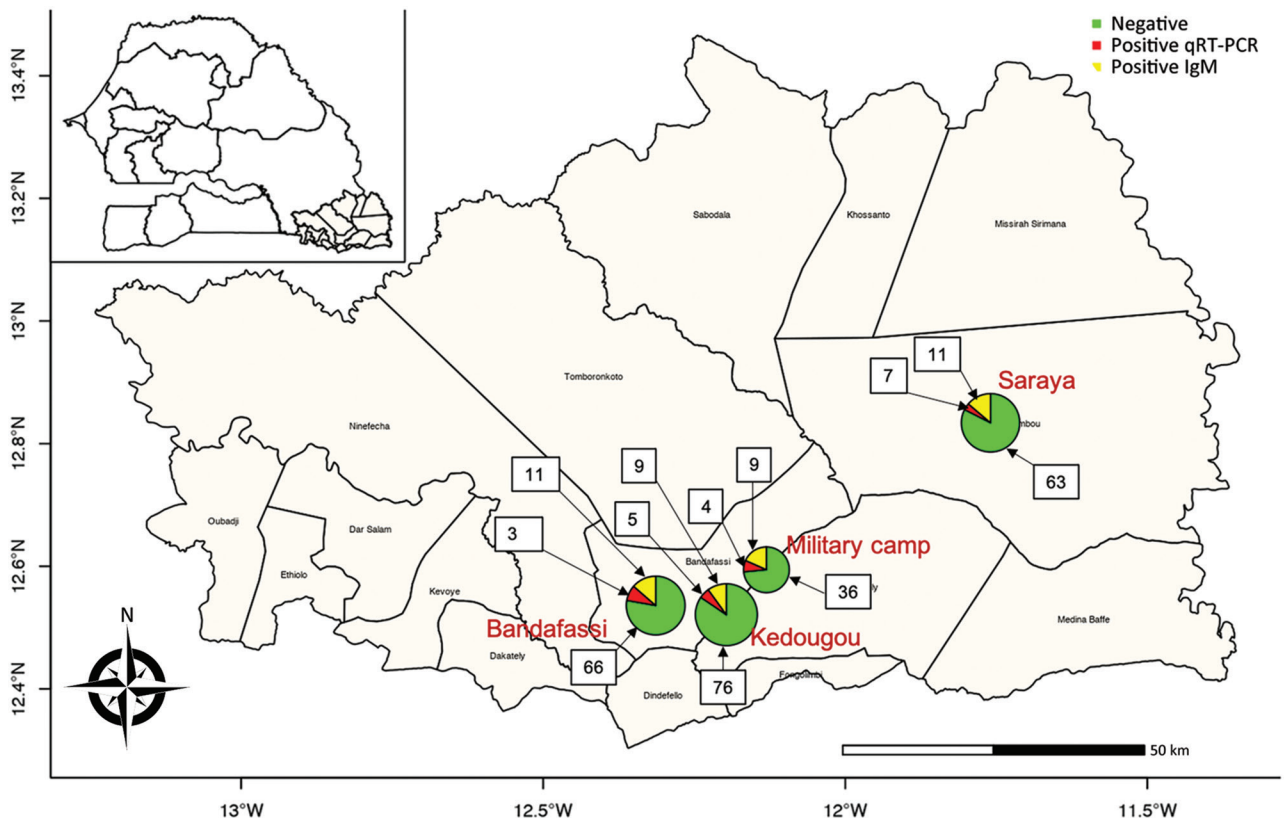 Negative
Positive qRT-PCR
Positive IgM
13.4°N
13.2°N
13°N
12.8°N
12.6°N
12.4°N
Sabodala
Khossanto
Missirah Sirimana
Tomboronkoto
Ninefecha
11
7
Saraya
mbou
63
Oubadji
Dar Salam
Ethiolo
Kevoye
11
9
9
5
4
3
Bandafassi
Military camp
36
ly
Bandafassi
Kedougou
Medina Baffe
Dakately
66
76
Dindefello
Fongolimbi
N
50 km
13°W
12.5°W
12°W
11.5°W